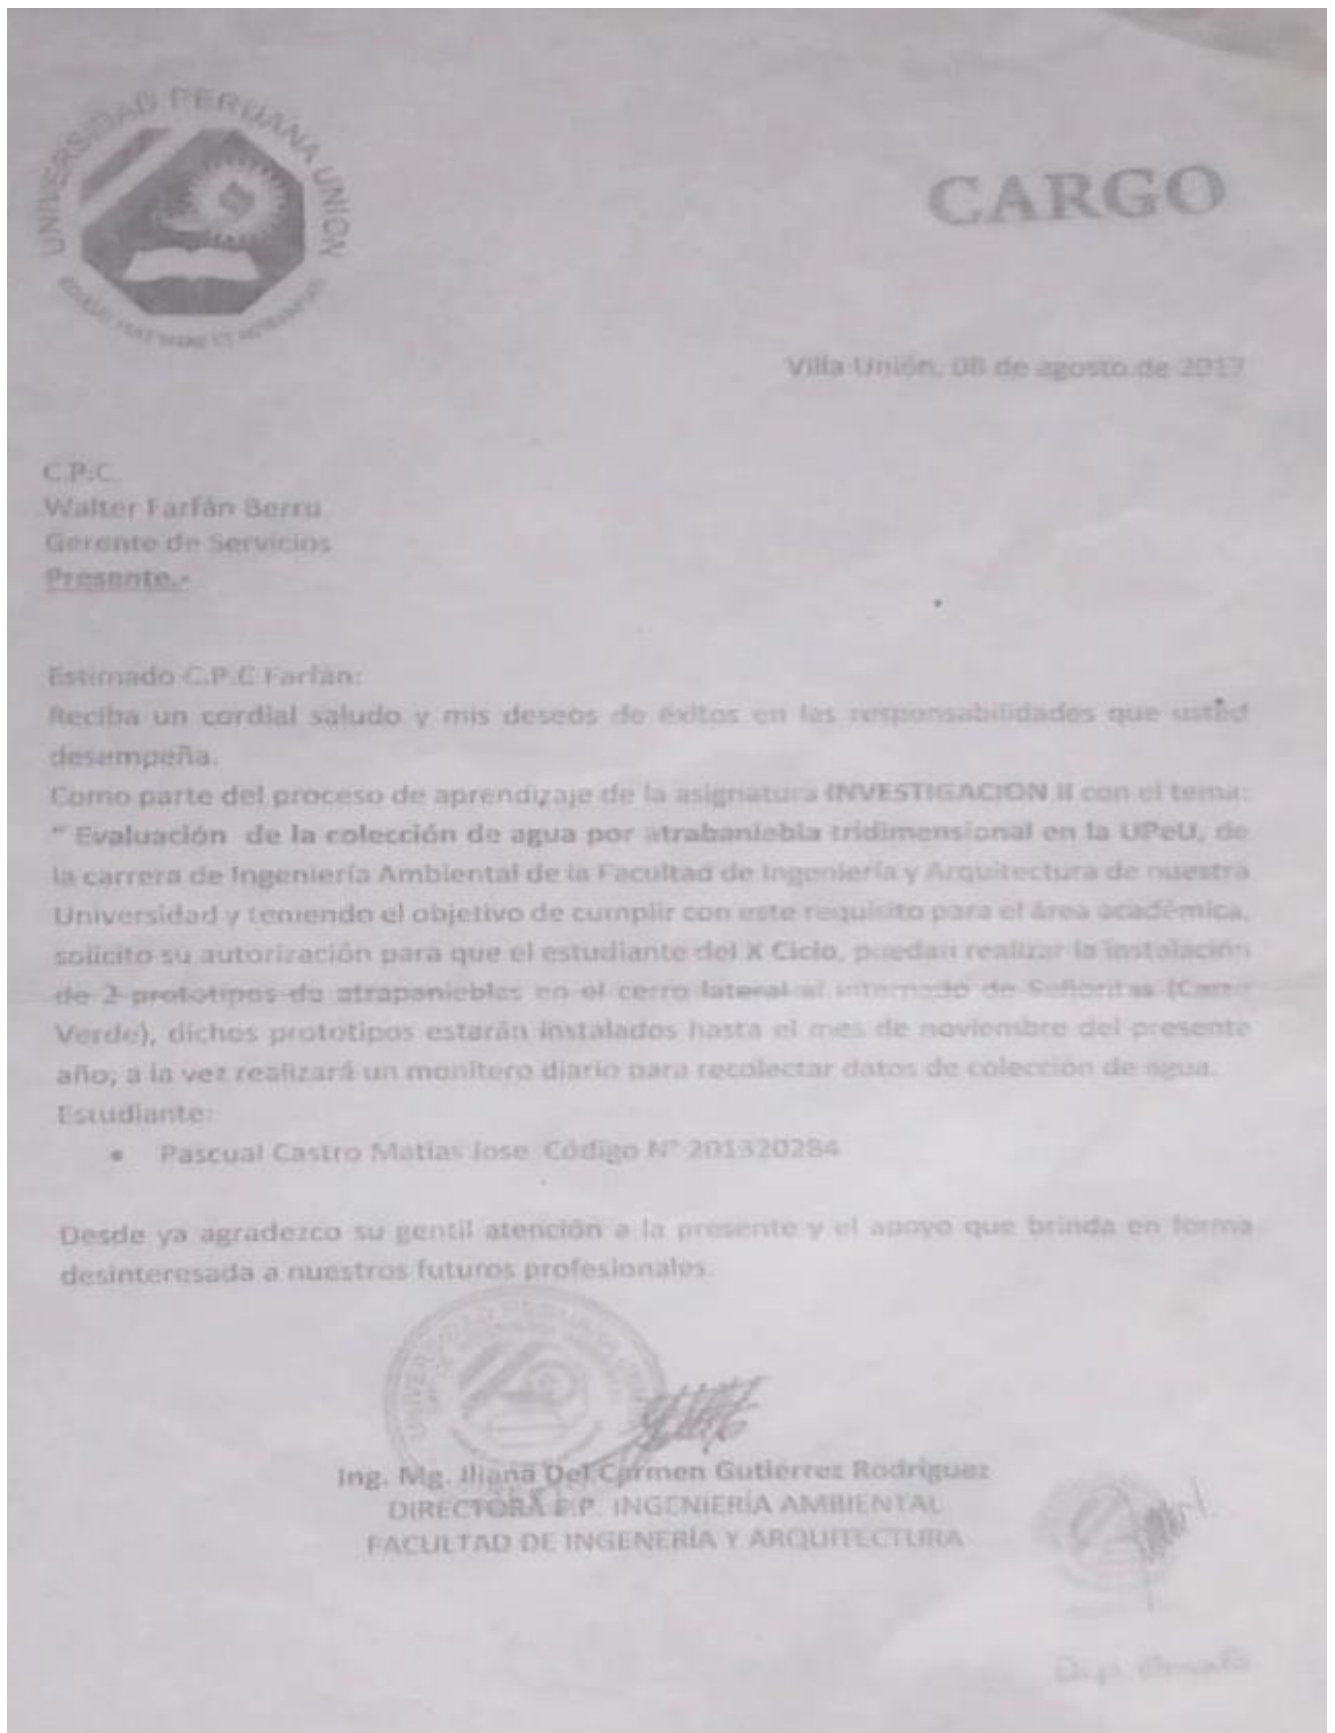 UNIVERSIDAD PERUANA UNION
CARGO
Villa Unión, 08 de agosto de 2017
C.P.C.
Walter Farfán Berru
Gerente de Servicios
Presente.-
Estimado C.P.C Farfan:
Reciba un cordial saludo y mis deseos de éxitos en las responsabilidades que usted
desempeña.
Como parte del proceso de aprendizaje de la asignatura INVESTIGACION II con el tema:
" Evaluación de la colección de agua por atrabaniebla tridimensional en la UPeU, de
la carrera de Ingeniería Ambiental de la Facultad de Ingeniería y Arquitectura de nuestra
Universidad y teniendo el objetivo de cumplir con este requisito para el área académica,
solicito su autorización para que el estudiante del X Ciclo, puedan realizar la instalación
de 2 prototipos de atrapanieblas en el cerro lateral al internado de Señoritas (Carro
Verde), dichos prototipos estarán instalados hasta el mes de noviembre del presente
año; a la vez realizará un monitero diario para recolectar datos de colección de agua.
Estudiante:
• Pascual Castro Matias Jose Código N° 201320284
Desde ya agradezco su gentil atención a la presente y el apoyo que brinda en forma
desinteresada a nuestros futuros profesionales.
Ing. Mg. Iliana Del Carmen Gutiérrez Rodríguez
DIRECTORA E.P. INGENIERÍA AMBIENTAL
FACULTAD DE INGENERÍA Y ARQUITECTURA